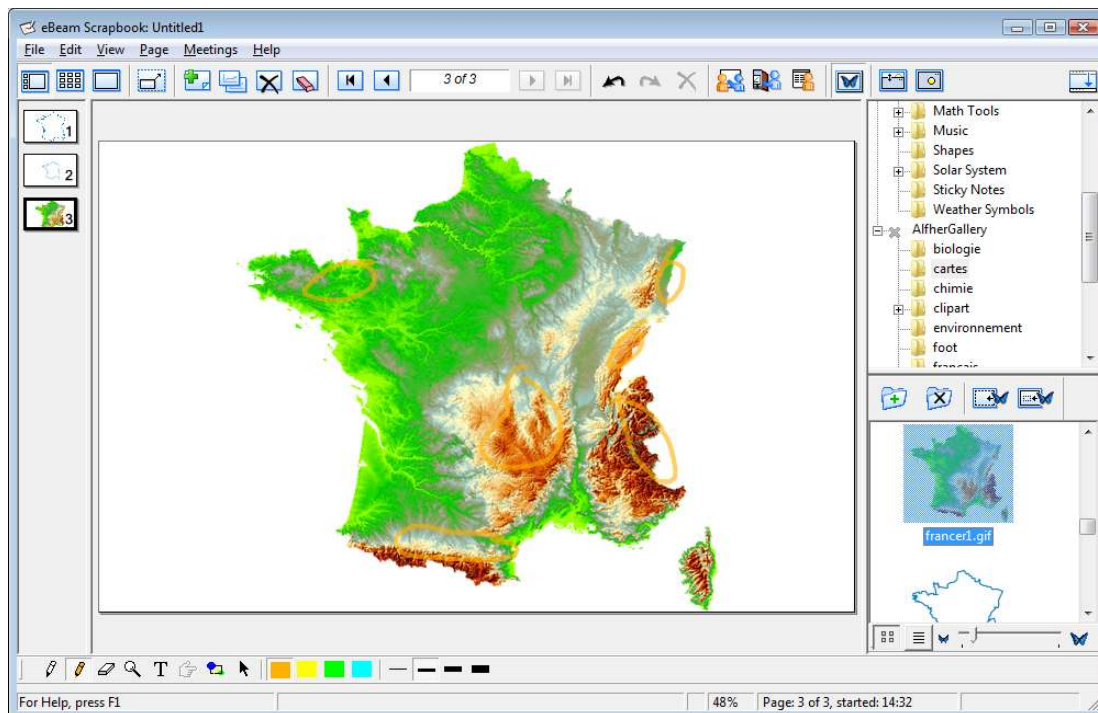 eBeam Scrapbook: Untitled1
File Edit View Page Meetings Help
3 of 3
1
2
3
Math Tools
Music
Shapes
Solar System
Sticky Notes
Weather Symbols
AlfherGallery
biologie
cartes
chimie
clipart
environnement
foot
francais
francer1.gif
T
For Help, press F1
48%
Page: 3 of 3, started: 14:32